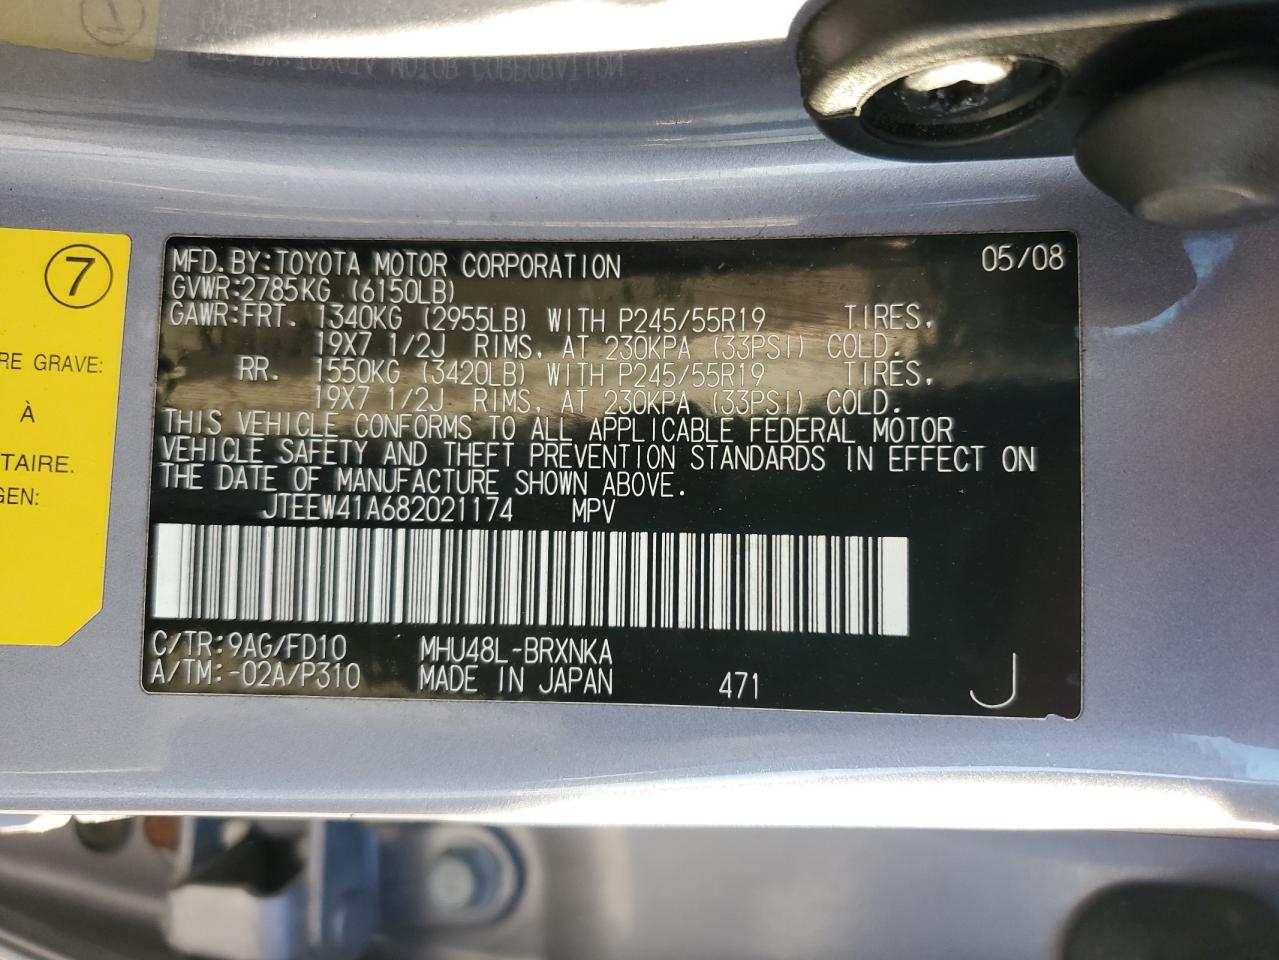 MFD. BY: TOYOTA MOTOR CORPORATION 05/08
GVWR: 2785KG (6150LB)
GAWR: FRT. 1340KG (2955LB) WITH P245/55R19 TIRES,
19X7 1/2J RIMS, AT 230KPA (33PSI) COLD.
RR. 1550KG (3420LB) WITH P245/55R19 TIRES,
19X7 1/2J RIMS, AT 230KPA (33PSI) COLD.
THIS VEHICLE CONFORMS TO ALL APPLICABLE FEDERAL MOTOR
VEHICLE SAFETY AND THEFT PREVENTION STANDARDS IN EFFECT ON
THE DATE OF MANUFACTURE SHOWN ABOVE.
JTEEW41A682021174 MPV
C/TR: 9AG/FD10 MHU48L-BRXNKA
A/TM: -02A/P310 MADE IN JAPAN 471 J
7
RE GRAVE:
À
TAIRE.
GEN: